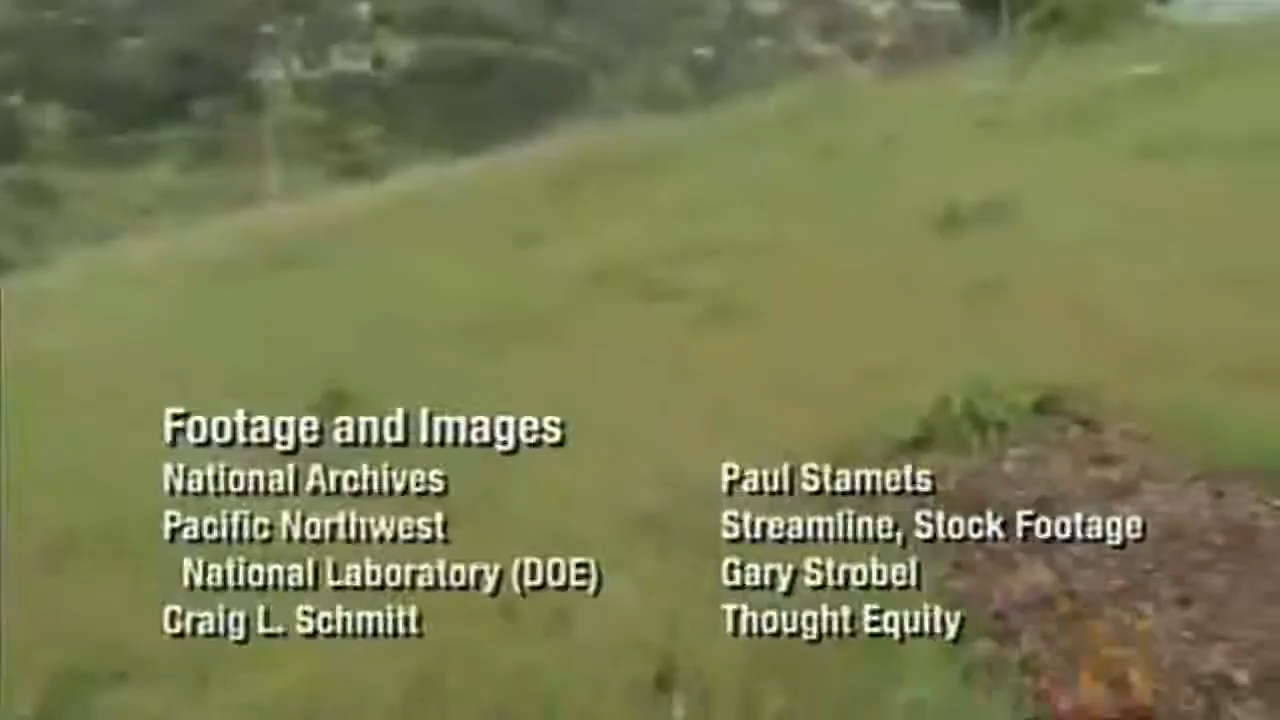 Footage and Images
National Archives
Pacific Northwest
National Laboratory (DOE)
Craig L. Schmitt
Paul Stamets
Streamline, Stock Footage
Gary Strobel
Thought Equity